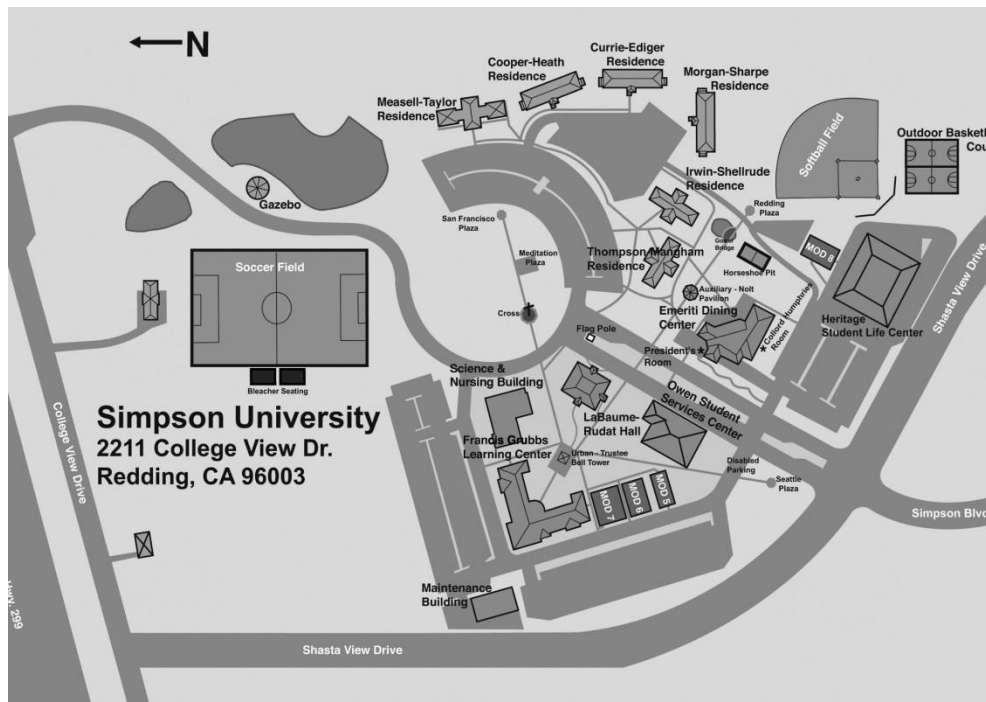 N
Currie-Ediger
Residence
Cooper-Heath
Residence
Morgan-Sharpe
Residence
Measell-Taylor
Residence
Softball Field
Outdoor Basketb
Cou
Irwin-Shellrude
Residence
Gazebo
San Francisco
Plaza
Redding
Plaza
Meditation
Plaza
Thompson/Mangham
Residence
Bridge
MOD 8
Horseshoe Pit
Soccer Field
Auxiliary - Nolt
Pavilion
Emeriti Dining
Center
Collord Humphries
Room
Cross
Flag Pole
Heritage
Student Life Center
Shasta View Drive
President's
Room
Science &
Nursing Building
Bleacher Seating
Owen Student
Services Center
LaBaume-
Rudat Hall
Simpson University
2211 College View Dr.
Redding, CA 96003
College View Drive
Francis Grubbs
Learning Center
Urban - Trustee
Bell Tower
Disabled
Parking
Seattle
Plaza
MOD 7
MOD 6
MOD 5
Simpson Blvd
Maintenance
Building
Hwy. 299
Shasta View Drive